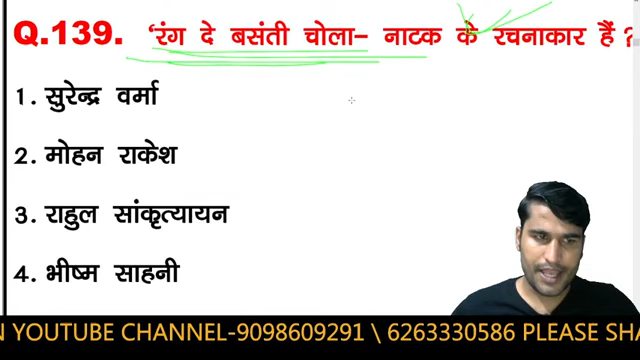 Q.139. ‘रंग दे बसंती चोला– नाटक के रचनाकार हैं ?
1. सुरेन्द्र वर्मा
2. मोहन राकेश
3. राहुल सांकृत्यायन
4. भीष्म साहनी
N YOUTUBE CHANNEL-9098609291 \ 6263330586 PLEASE SHA